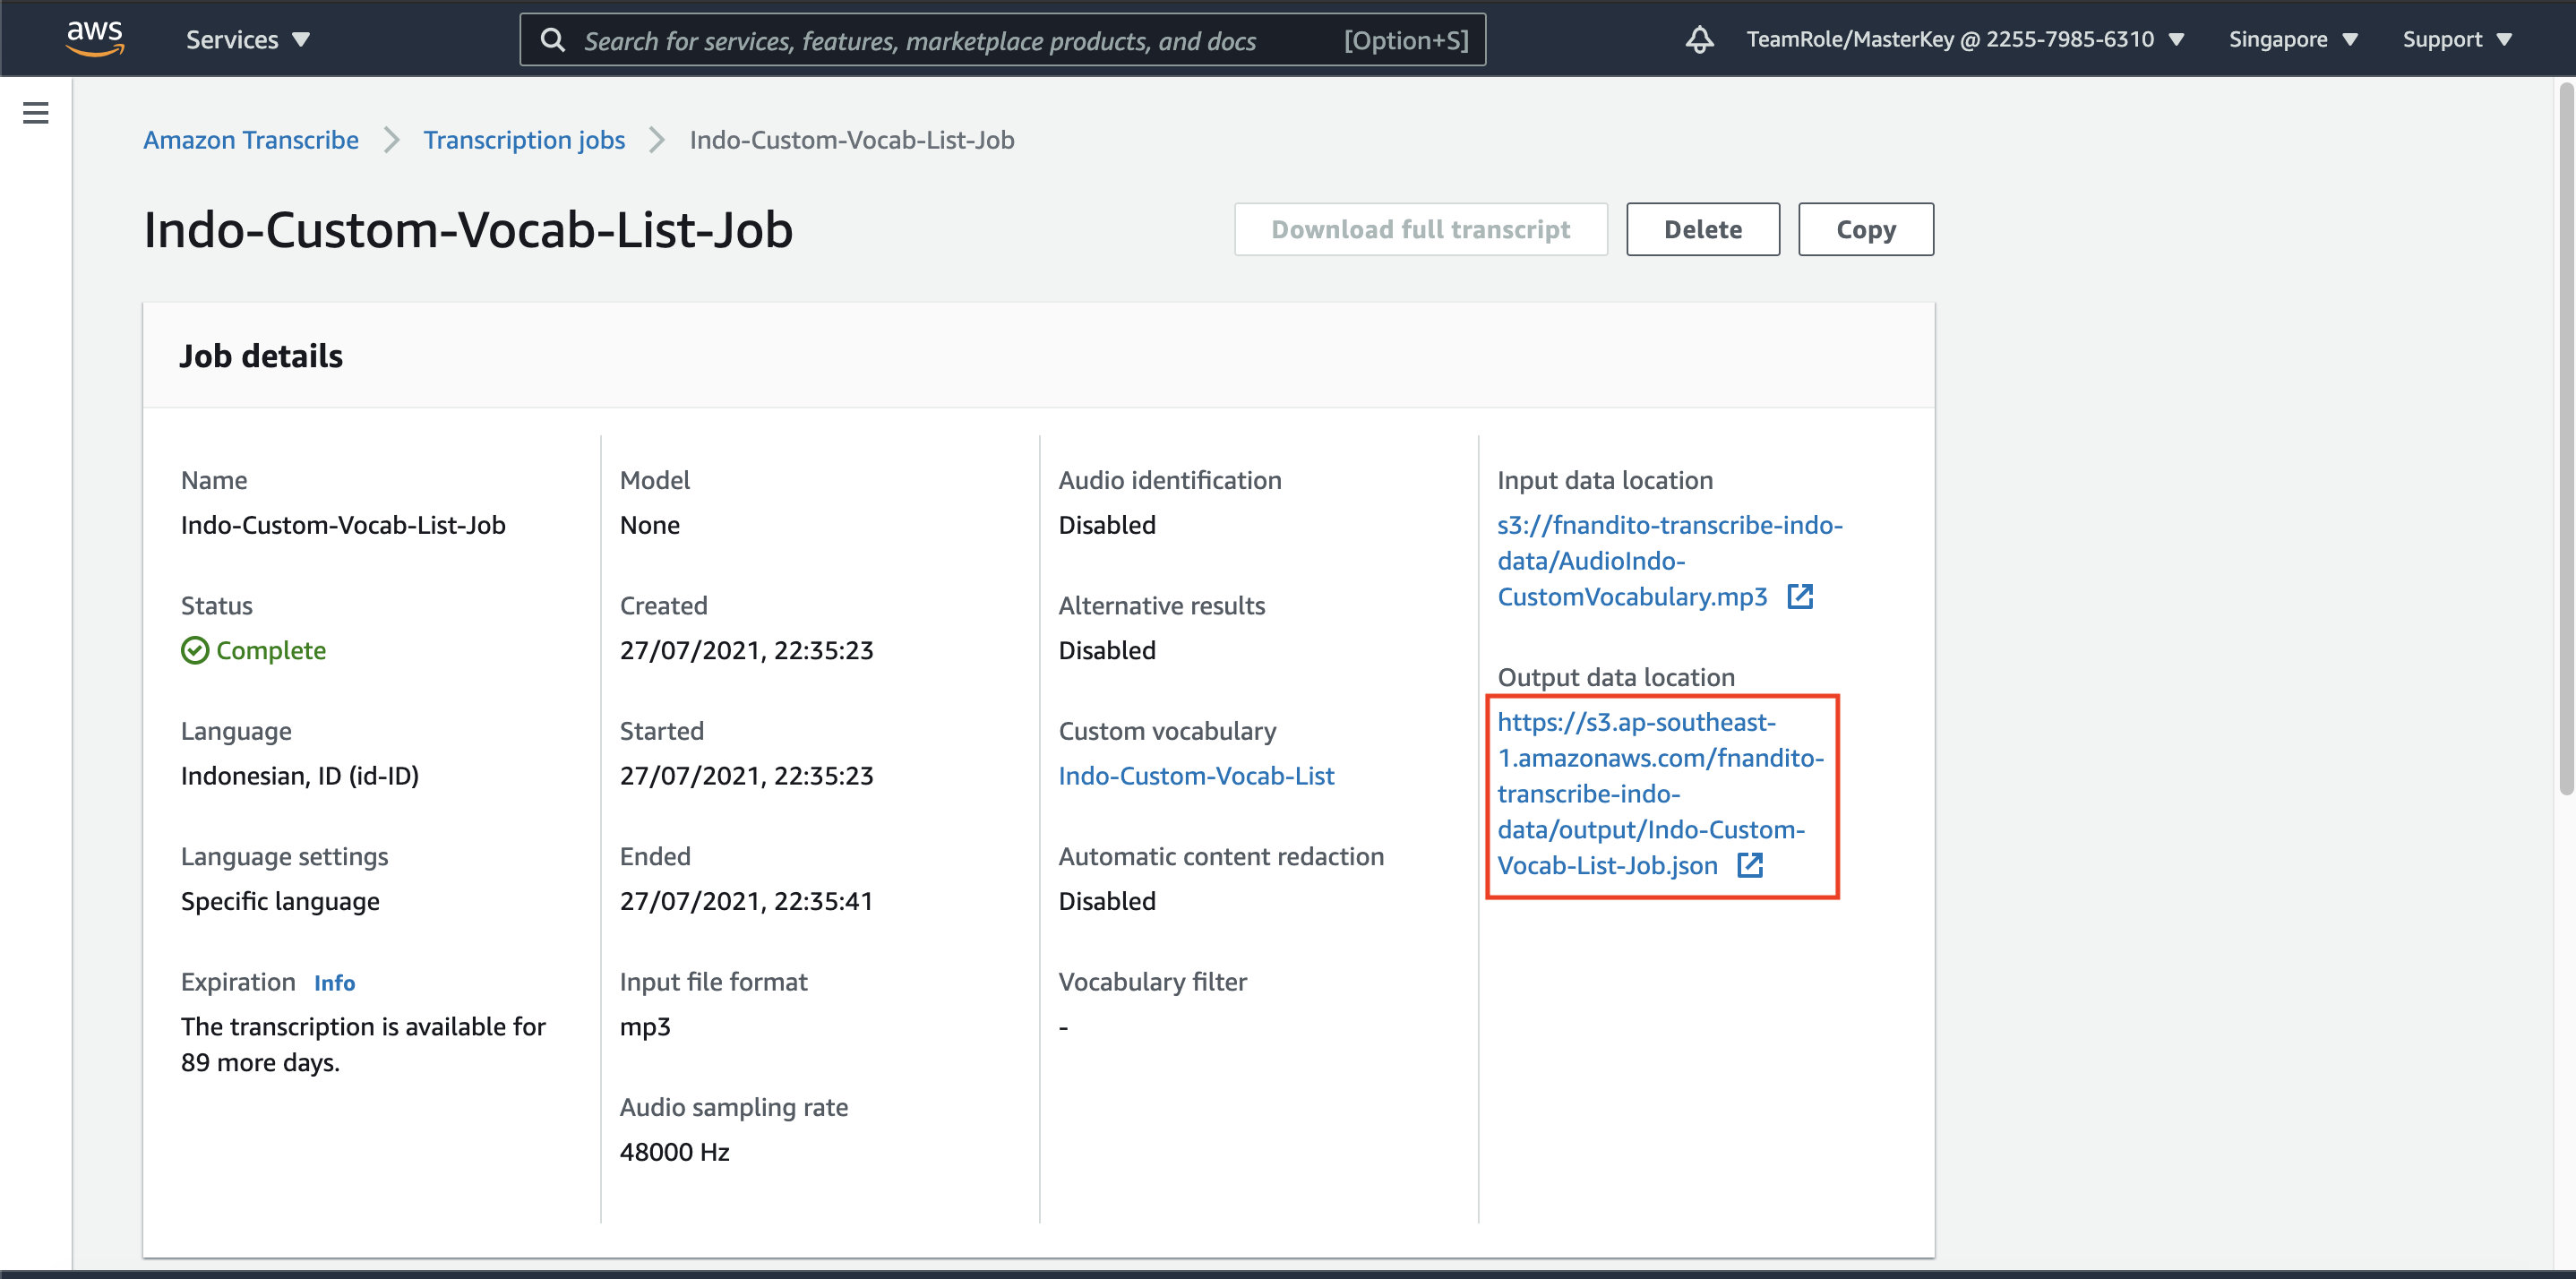 aws Services Search for services, features, marketplace products, and docs [Option+S] TeamRole/MasterKey @ 2255-7985-6310 Singapore Support
Amazon Transcribe Transcription jobs Indo-Custom-Vocab-List-Job
Indo-Custom-Vocab-List-Job Download full transcript Delete Copy
Job details
Name
Indo-Custom-Vocab-List-Job
Status
Complete
Language
Indonesian, ID (id-ID)
Language settings
Specific language
Expiration Info
The transcription is available for
89 more days.
Model
None
Created
27/07/2021, 22:35:23
Started
27/07/2021, 22:35:23
Ended
27/07/2021, 22:35:41
Input file format
mp3
Audio sampling rate
48000 Hz
Audio identification
Disabled
Alternative results
Disabled
Custom vocabulary
Indo-Custom-Vocab-List
Automatic content redaction
Disabled
Vocabulary filter
-
Input data location
s3://fnandito-transcribe-indo-
data/AudioIndo-
CustomVocabulary.mp3
Output data location
https://s3.ap-southeast-
1.amazonaws.com/fnandito-
transcribe-indo-
data/output/Indo-Custom-
Vocab-List-Job.json